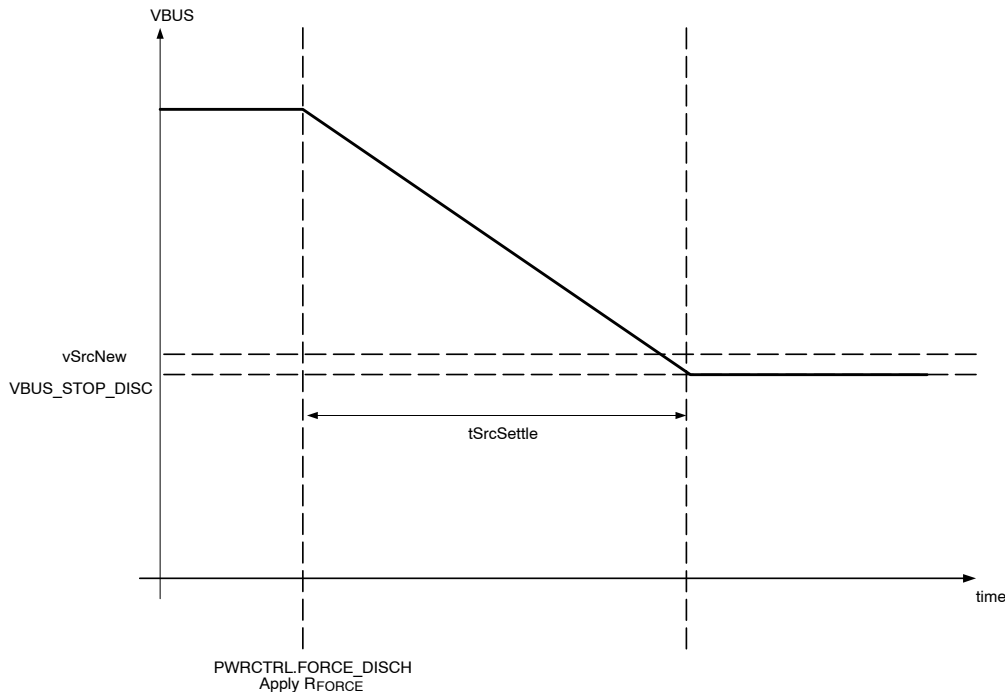 VBUS
vSrcNew
VBUS_STOP_DISC
tSrcSettle
time
PWRCTRL.FORCE_DISCH
Apply RFORCE